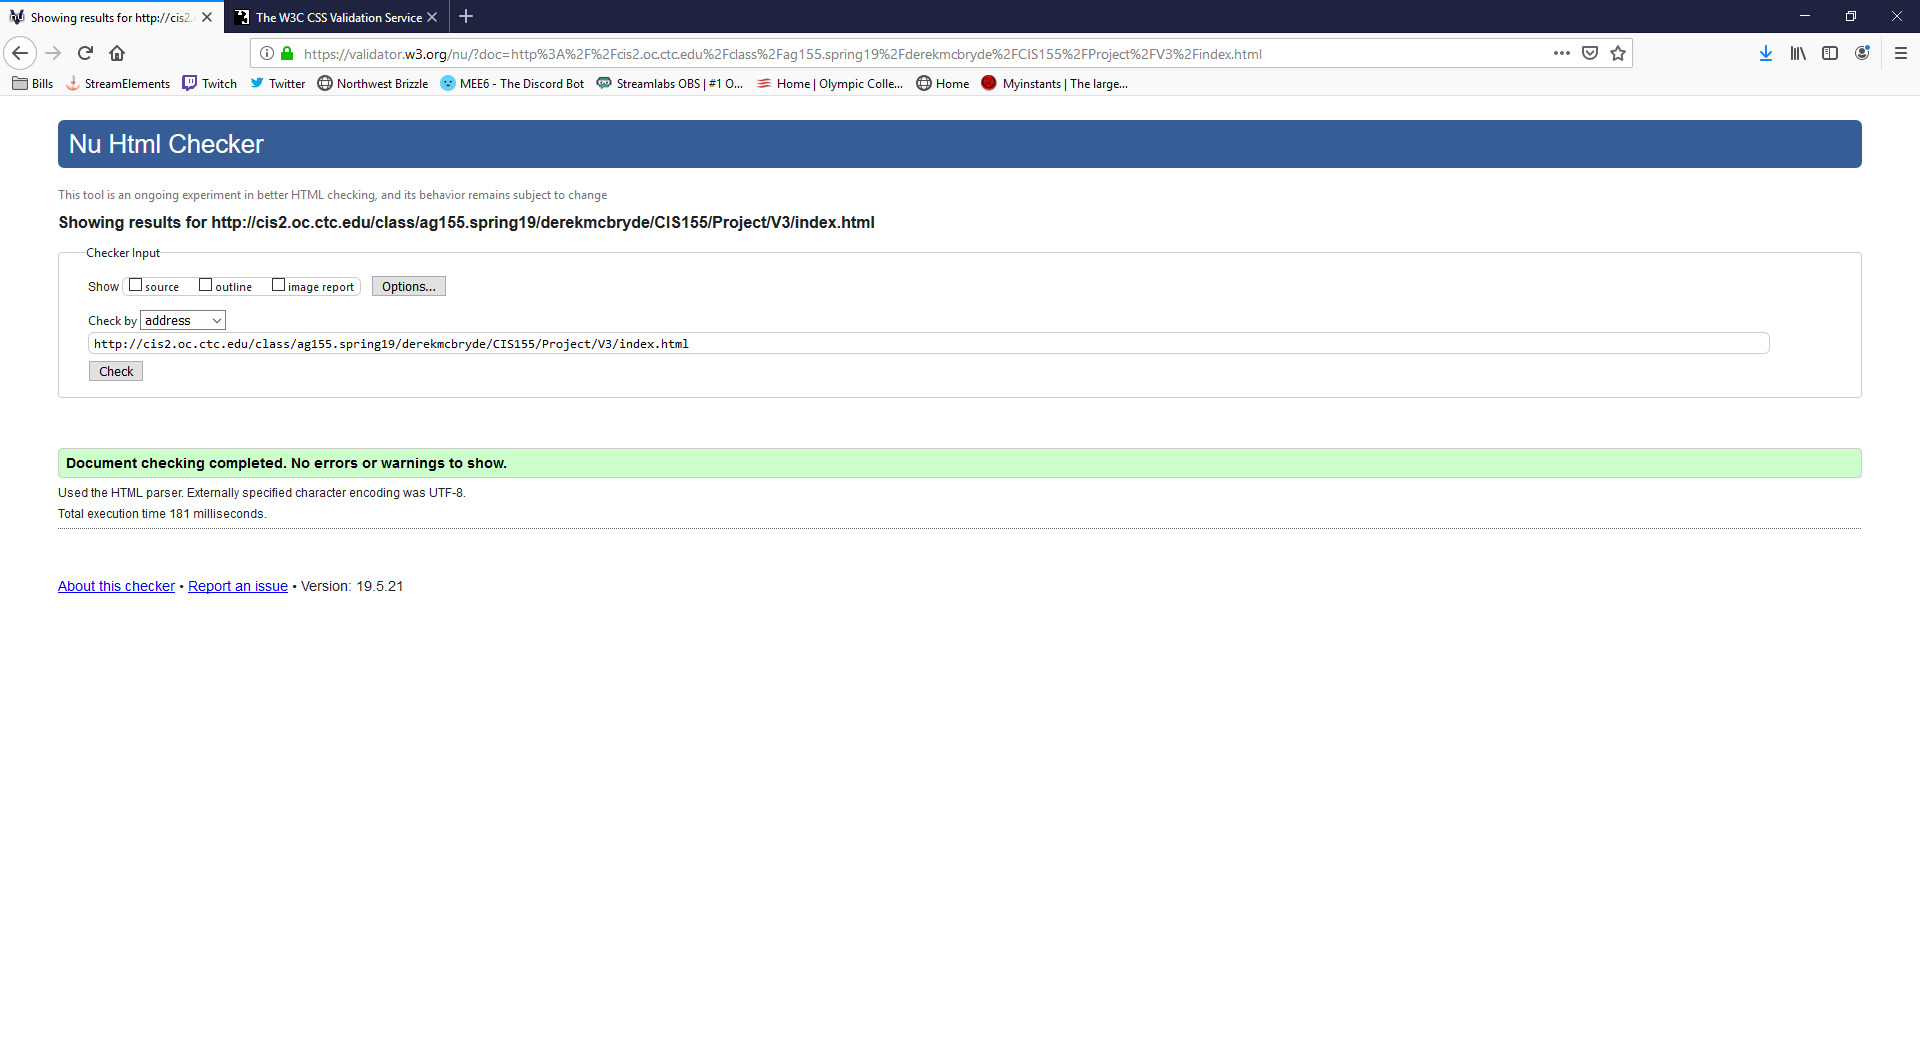 Showing results for http://cis2.
The W3C CSS Validation Service
https://validator.w3.org/nu/?doc=http%3A%2F%2Fcis2.oc.ctc.edu%2Fclass%2Fag155.spring19%2Fderekmcbryde%2FCIS155%2FProject%2FV3%2Findex.html
Bills StreamElements Twitch Twitter Northwest Brizzle MEE6 - The Discord Bot Streamlabs OBS | #1 O... Home | Olympic Colle... Home Myinstants | The large...
Nu Html Checker
This tool is an ongoing experiment in better HTML checking, and its behavior remains subject to change
Showing results for http://cis2.oc.ctc.edu/class/ag155.spring19/derekmcbryde/CIS155/Project/V3/index.html
Checker Input
Show source outline image report Options...
Check by address
http://cis2.oc.ctc.edu/class/ag155.spring19/derekmcbryde/CIS155/Project/V3/index.html
Check
Document checking completed. No errors or warnings to show.
Used the HTML parser. Externally specified character encoding was UTF-8.
Total execution time 181 milliseconds.
About this checker • Report an issue • Version: 19.5.21